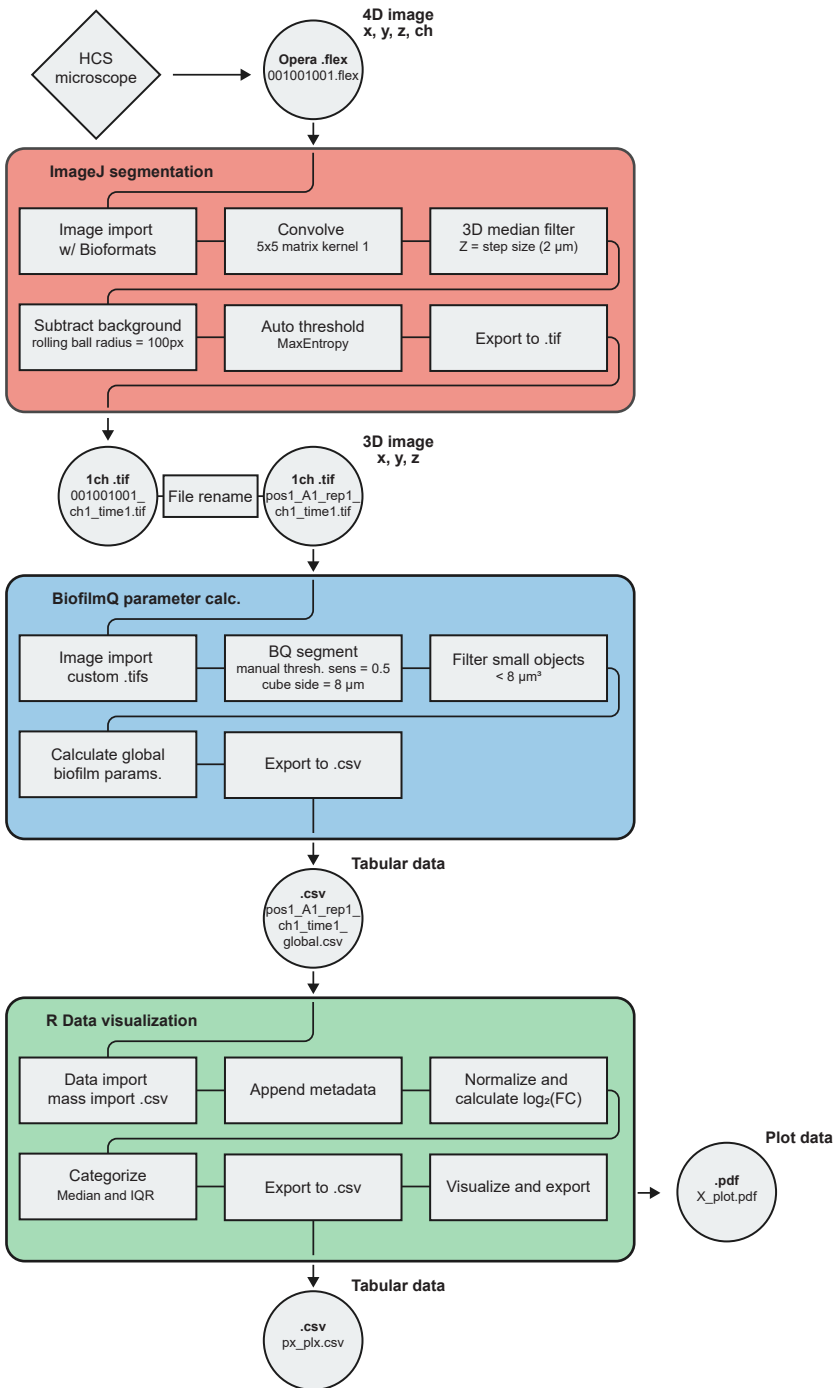 4D image
x, y, z, ch
HCS
microscope
Opera .flex
001001001.flex
ImageJ segmentation
Image import
w/ Bioformats
Convolve
5x5 matrix kernel 1
3D median filter
Z = step size (2 µm)
Subtract background
rolling ball radius = 100px
Auto threshold
MaxEntropy
Export to .tif
3D image
x, y, z
1ch .tif
001001001_
ch1_time1.tif
File rename
1ch .tif
pos1_A1_rep1_
ch1_time1.tif
BiofilmQ parameter calc.
Image import
custom .tifs
BQ segment
manual thresh. sens = 0.5
cube side = 8 µm
Filter small objects
< 8 µm³
Calculate global
biofilm params.
Export to .csv
Tabular data
.csv
pos1_A1_rep1_
ch1_time1_
global.csv
R Data visualization
Data import
mass import .csv
Append metadata
Normalize and
calculate log₂(FC)
Categorize
Median and IQR
Export to .csv
Visualize and export
Plot data
.pdf
X_plot.pdf
Tabular data
.csv
px_plx.csv